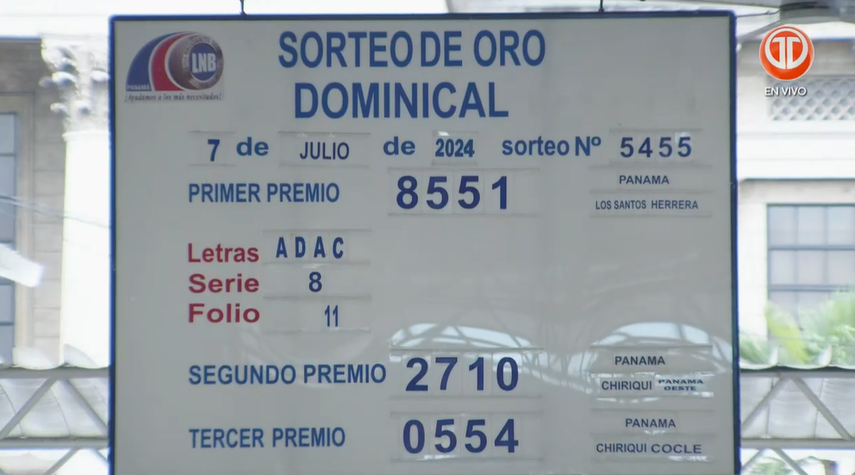 LNB
PANAMA
¡Ayudamos a los más necesitados!
EN VIVO
SORTEO DE ORO
DOMINICAL
7 de JULIO de 2024 sorteo Nº 5455
PRIMER PREMIO 8551 PANAMA
LOS SANTOS HERRERA
Letras ADAC
Serie 8
Folio 11
SEGUNDO PREMIO 2710 PANAMA
CHIRIQUI PANAMA OESTE
TERCER PREMIO 0554 PANAMA
CHIRIQUI COCLE